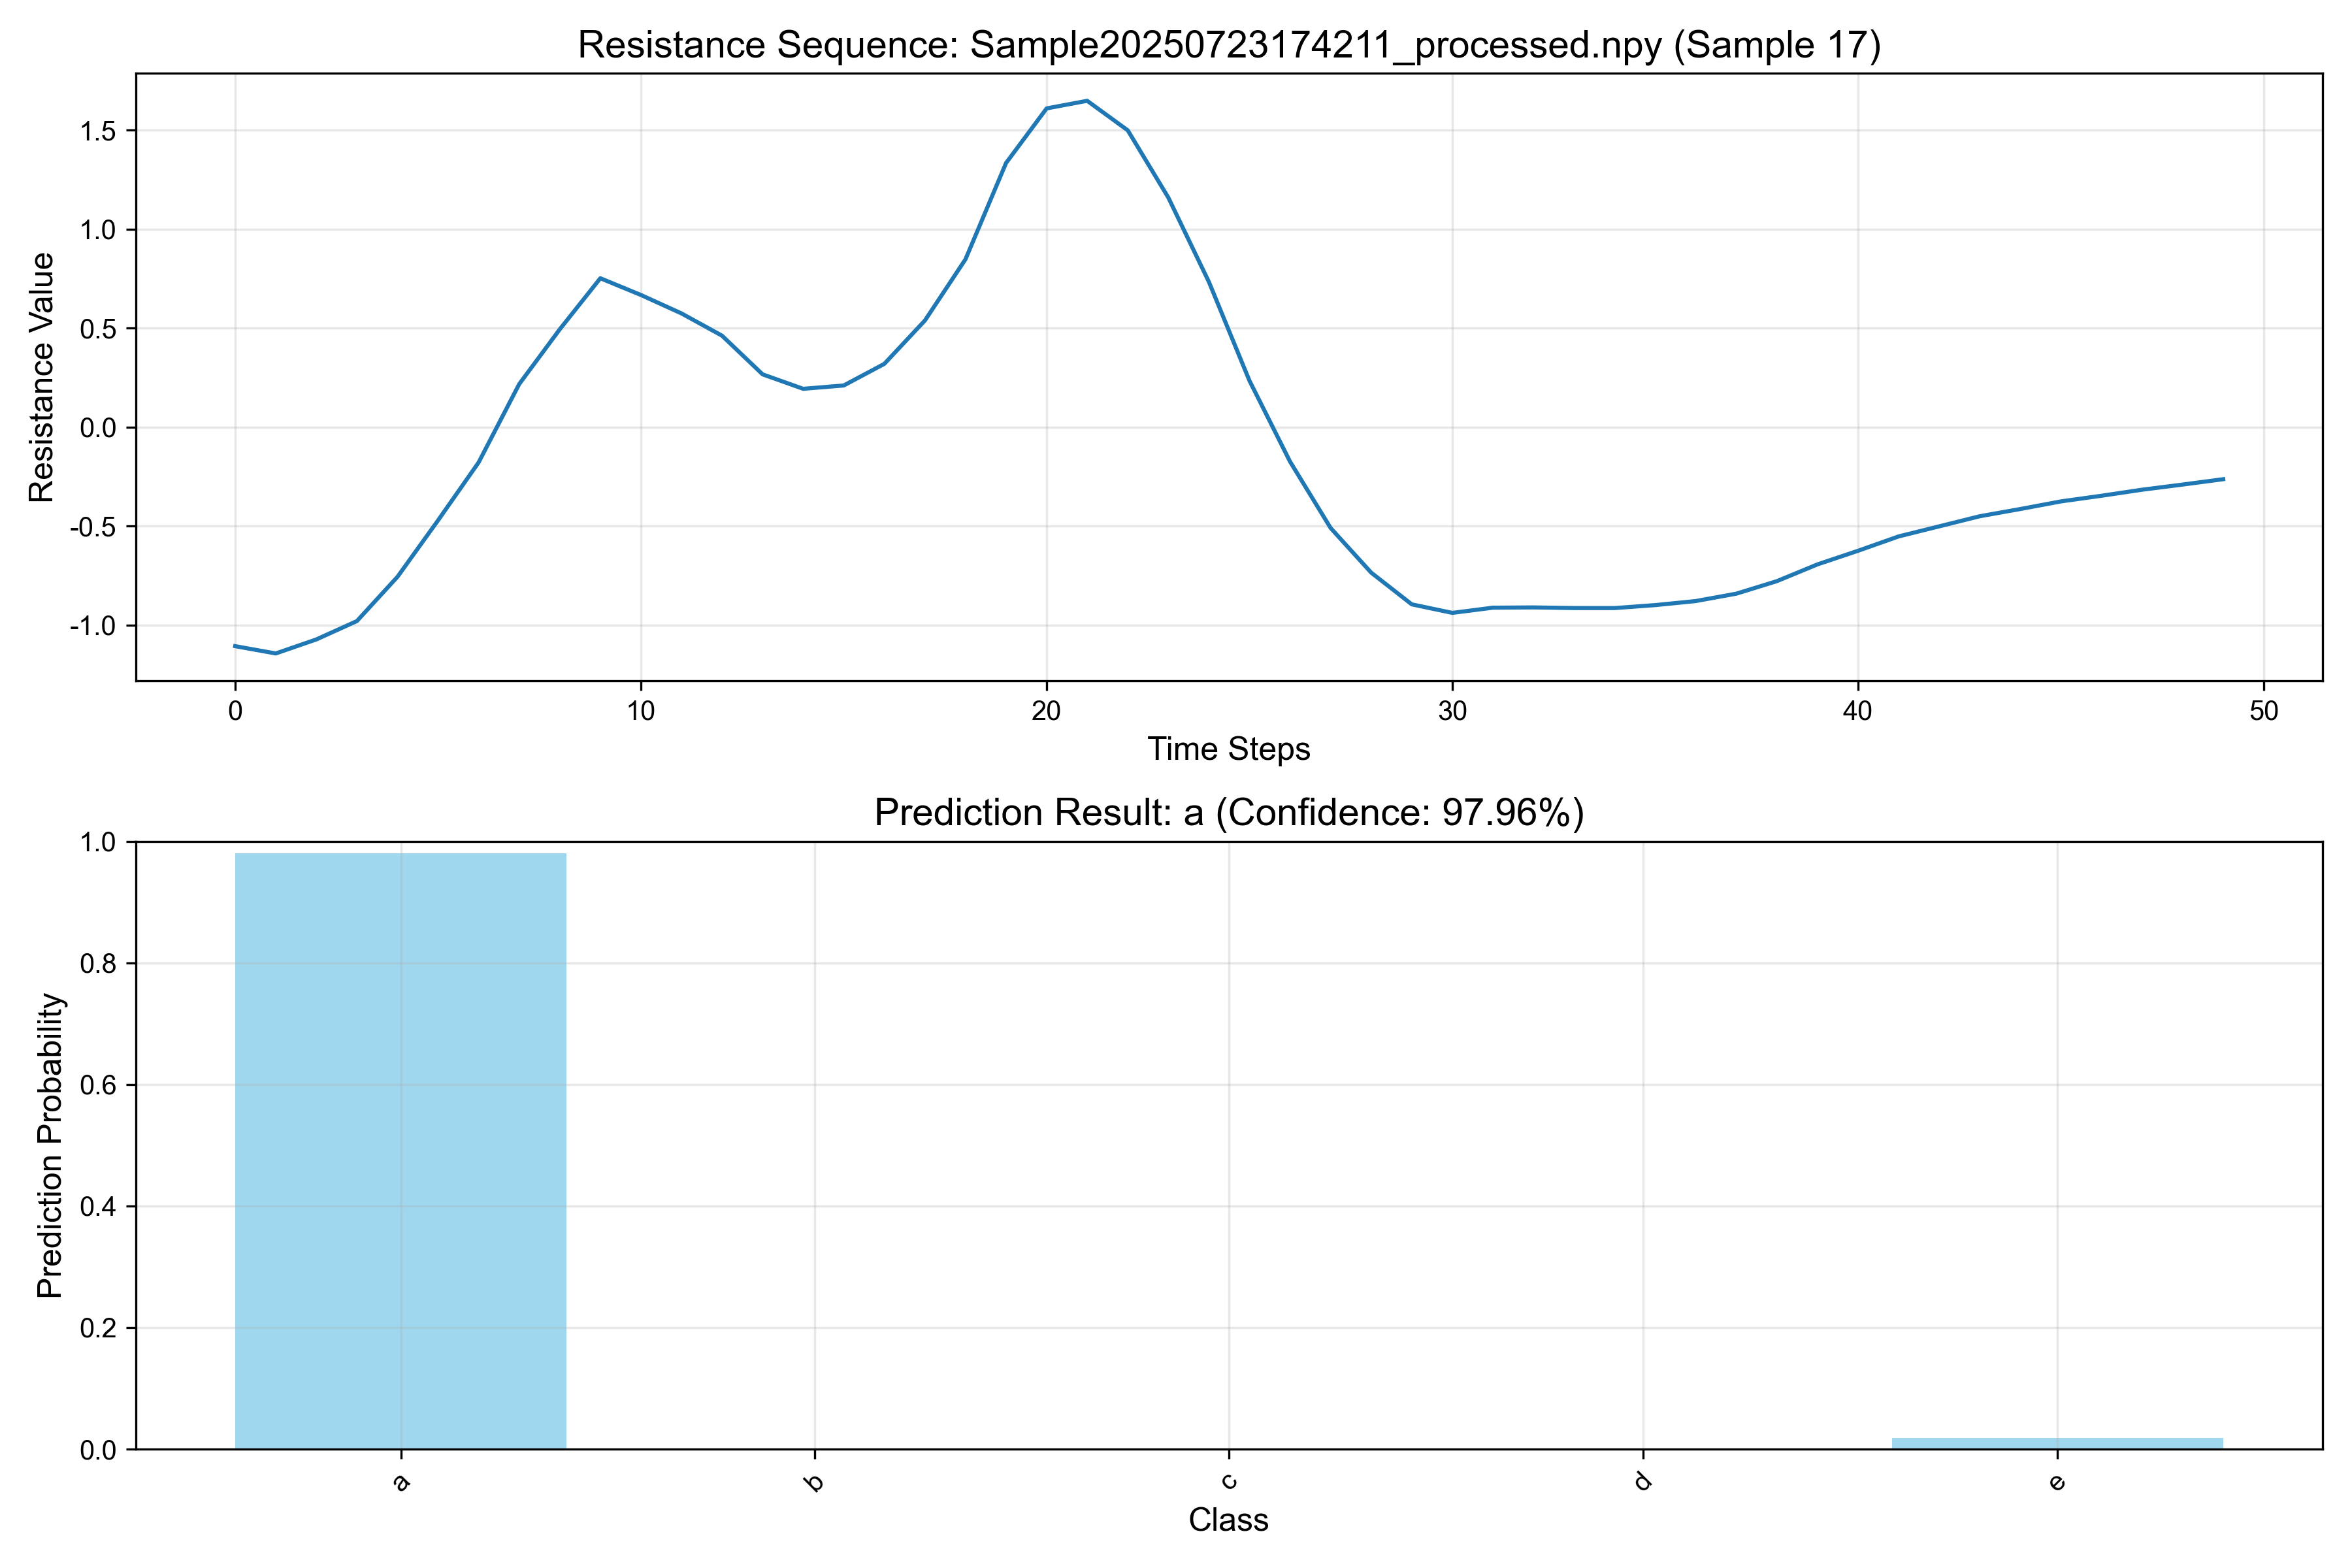 Resistance Sequence: Sample20250723174211_processed.npy (Sample 17)
Resistance Value
1.5
1.0
0.5
0.0
-0.5
-1.0
0 10 20 30 40 50
Time Steps
Prediction Result: a (Confidence: 97.96%)
Prediction Probability
1.0
0.8
0.6
0.4
0.2
0.0
a b c d e
Class